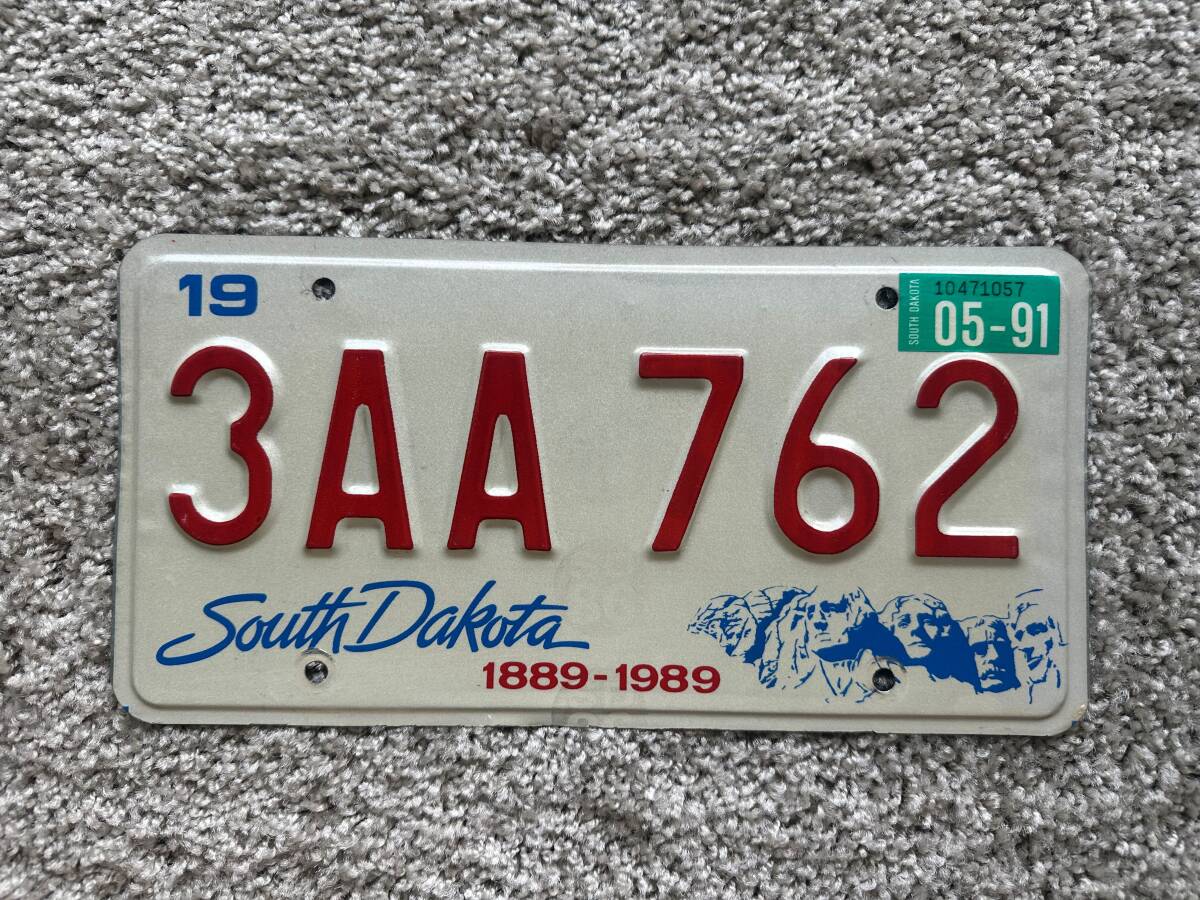 19
SOUTH DAKOTA
10471057
05-91
3AA 762
South Dakota
1889-1989